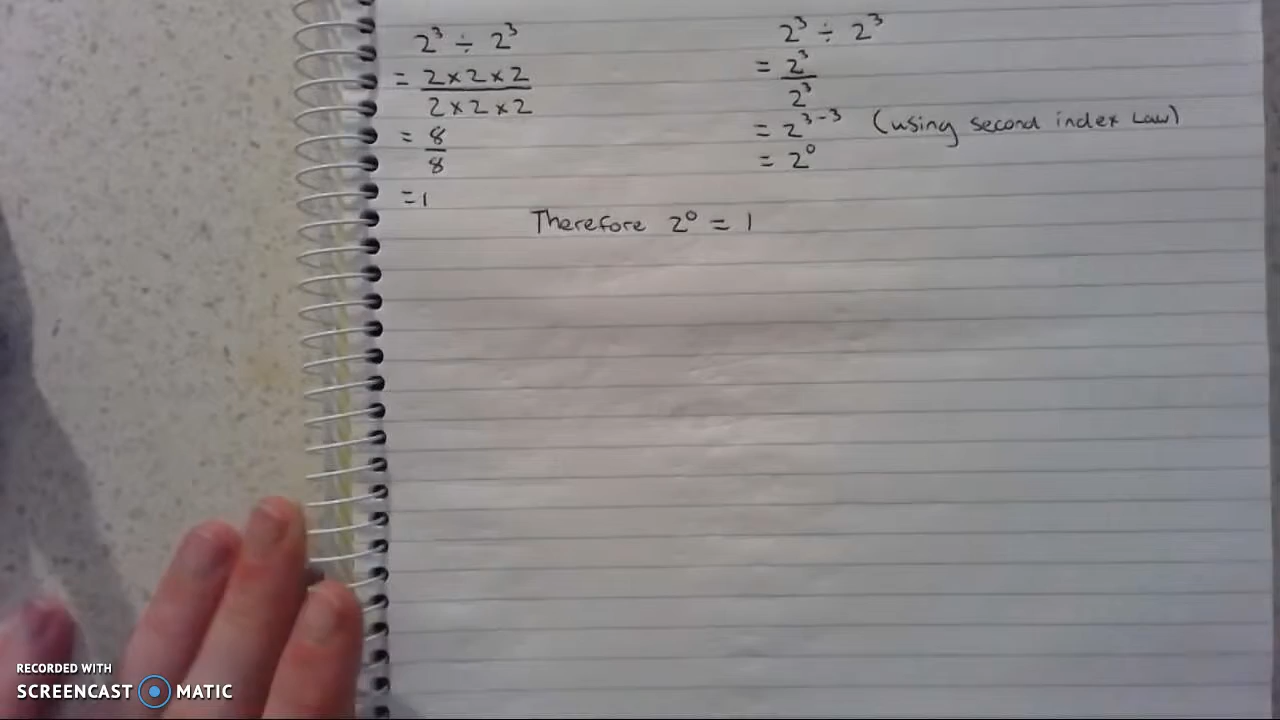 2³ ÷ 2³
= 2 × 2 × 2
2 × 2 × 2
= 8
8
= 1
2³ ÷ 2³
= 2³
2³
= 2³⁻³ (using second index Law)
= 2⁰
Therefore 2⁰ = 1
RECORDED WITH
SCREENCAST MATIC